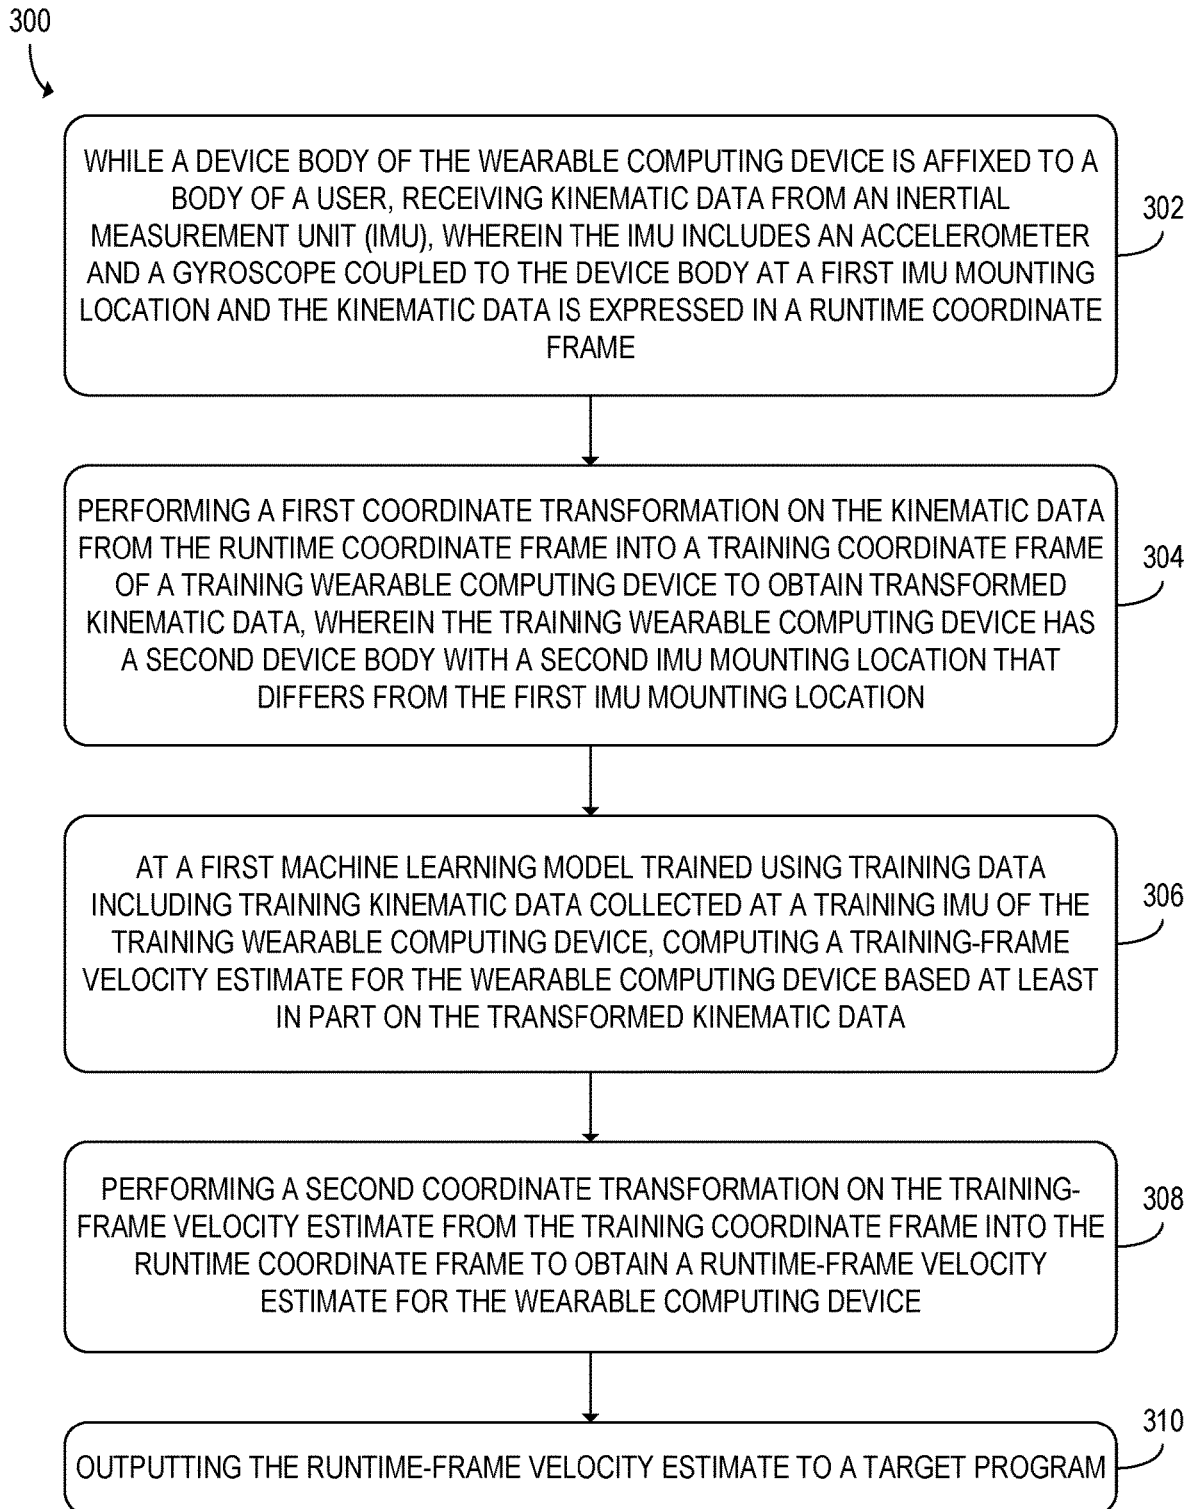 300
WHILE A DEVICE BODY OF THE WEARABLE COMPUTING DEVICE IS AFFIXED TO A
BODY OF A USER, RECEIVING KINEMATIC DATA FROM AN INERTIAL
MEASUREMENT UNIT (IMU), WHEREIN THE IMU INCLUDES AN ACCELEROMETER
AND A GYROSCOPE COUPLED TO THE DEVICE BODY AT A FIRST IMU MOUNTING
LOCATION AND THE KINEMATIC DATA IS EXPRESSED IN A RUNTIME COORDINATE
FRAME
302
PERFORMING A FIRST COORDINATE TRANSFORMATION ON THE KINEMATIC DATA
FROM THE RUNTIME COORDINATE FRAME INTO A TRAINING COORDINATE FRAME
OF A TRAINING WEARABLE COMPUTING DEVICE TO OBTAIN TRANSFORMED
KINEMATIC DATA, WHEREIN THE TRAINING WEARABLE COMPUTING DEVICE HAS
A SECOND DEVICE BODY WITH A SECOND IMU MOUNTING LOCATION THAT
DIFFERS FROM THE FIRST IMU MOUNTING LOCATION
304
AT A FIRST MACHINE LEARNING MODEL TRAINED USING TRAINING DATA
INCLUDING TRAINING KINEMATIC DATA COLLECTED AT A TRAINING IMU OF THE
TRAINING WEARABLE COMPUTING DEVICE, COMPUTING A TRAINING-FRAME
VELOCITY ESTIMATE FOR THE WEARABLE COMPUTING DEVICE BASED AT LEAST
IN PART ON THE TRANSFORMED KINEMATIC DATA
306
PERFORMING A SECOND COORDINATE TRANSFORMATION ON THE TRAINING-
FRAME VELOCITY ESTIMATE FROM THE TRAINING COORDINATE FRAME INTO THE
RUNTIME COORDINATE FRAME TO OBTAIN A RUNTIME-FRAME VELOCITY
ESTIMATE FOR THE WEARABLE COMPUTING DEVICE
308
OUTPUTTING THE RUNTIME-FRAME VELOCITY ESTIMATE TO A TARGET PROGRAM
310